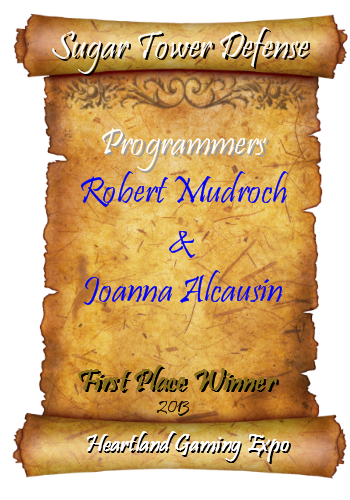 Sugar Tower Defense
Programmers
Robert Mudroch
&
Joanna Alcausin
First Place Winner
2013
Heartland Gaming Expo